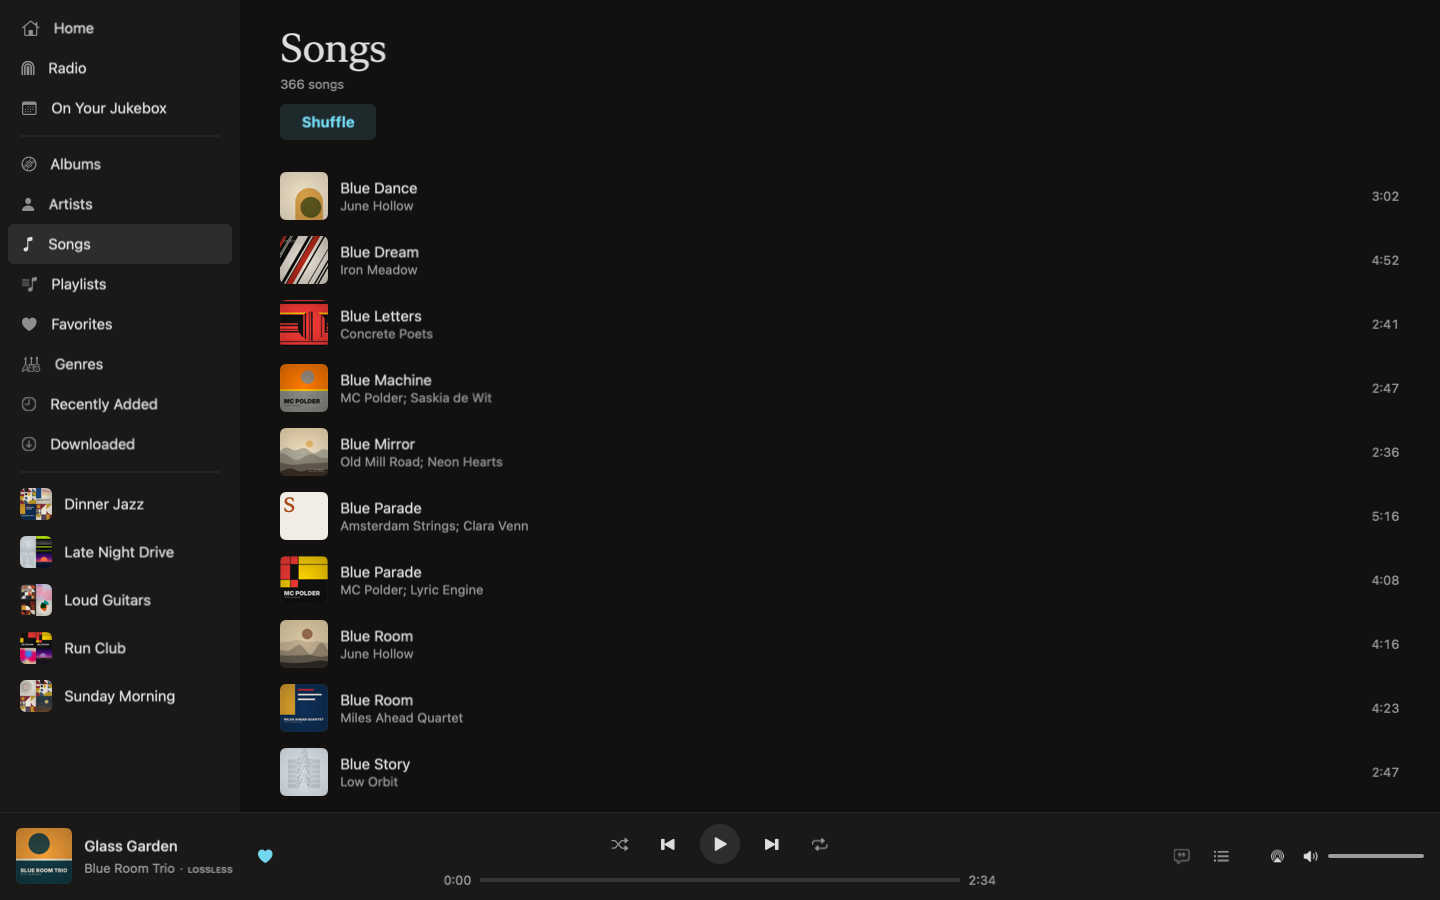 Home
Radio
On Your Jukebox
Albums
Artists
Songs
Playlists
Favorites
Genres
Recently Added
Downloaded
Dinner Jazz
Late Night Drive
Loud Guitars
Run Club
Sunday Morning
Songs
366 songs
Shuffle
Blue Dance
June Hollow
3:02
Blue Dream
Iron Meadow
4:52
Blue Letters
Concrete Poets
2:41
MC POLDER
Blue Machine
MC Polder; Saskia de Wit
2:47
Blue Mirror
Old Mill Road; Neon Hearts
2:36
S
Blue Parade
Amsterdam Strings; Clara Venn
5:16
MC POLDER
Blue Parade
MC Polder; Lyric Engine
4:08
Blue Room
June Hollow
4:16
MILES AHEAD QUARTET
Blue Room
Miles Ahead Quartet
4:23
Blue Story
Low Orbit
2:47
BLUE ROOM TRIO
Glass Garden
Blue Room Trio · LOSSLESS
0:00
2:34